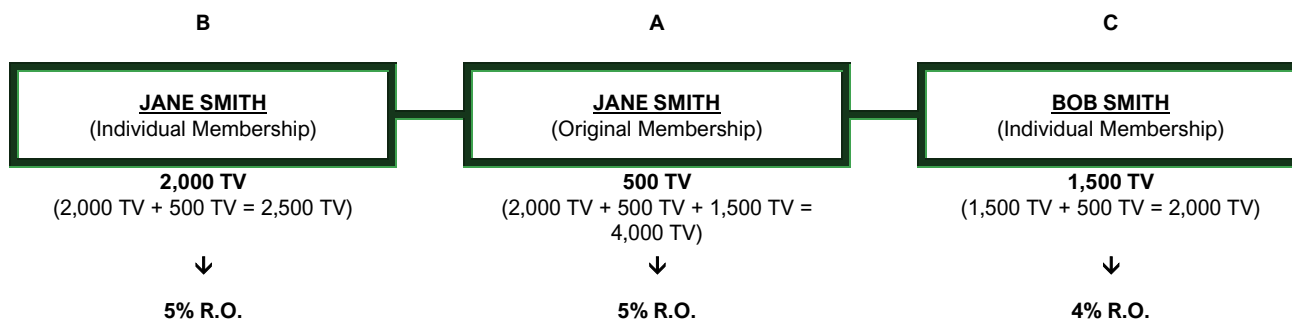 B A C
JANE SMITH JANE SMITH BOB SMITH
(Individual Membership) (Original Membership) (Individual Membership)
2,000 TV 500 TV 1,500 TV
(2,000 TV + 500 TV = 2,500 TV) (2,000 TV + 500 TV + 1,500 TV = (1,500 TV + 500 TV = 2,000 TV)
4,000 TV)
↓ ↓ ↓
5% R.O. 5% R.O. 4% R.O.